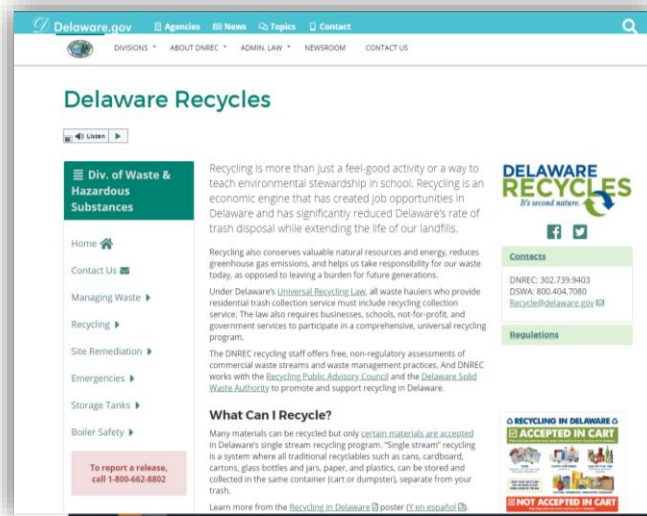 Delaware.gov Agencies News Topics Contact
DIVISIONS ABOUT DNREC ADMIN. LAW NEWSROOM CONTACT US
Delaware Recycles
Listen
Div. of Waste &
Hazardous
Substances
Home
Contact Us
Managing Waste
Recycling
Site Remediation
Emergencies
Storage Tanks
Boiler Safety
To report a release,
call 1-800-662-8802
Recycling is more than just a feel-good activity or a way to
teach environmental stewardship in school. Recycling is an
economic engine that has created job opportunities in
Delaware and has significantly reduced Delaware's rate of
trash disposal while extending the life of our landfills.
Recycling also conserves valuable natural resources and energy, reduces
greenhouse gas emissions, and helps us take responsibility for our waste
today, as opposed to leaving a burden for future generations.
Under Delaware's Universal Recycling Law, all waste haulers who provide
residential trash collection service must include recycling collection
service. The law also requires businesses, schools, not-for-profit, and
government services to participate in a comprehensive, universal recycling
program.
The DNREC recycling staff offers free, non-regulatory assessments of
commercial waste streams and waste management practices. And DNREC
works with the Recycling Public Advisory Council and the Delaware Solid
Waste Authority to promote and support recycling in Delaware.
What Can I Recycle?
Many materials can be recycled but only certain materials are accepted
in Delaware's single stream recycling program. "Single stream" recycling
is a system where all traditional recyclables such as cans, cardboard,
cartons, glass bottles and jars, paper, and plastics, can be stored and
collected in the same container (cart or dumpster), separate from your
trash.
Learn more from the Recycling in Delaware poster (Y en español).
DELAWARE
RECYCLES
It's second nature.
Contacts
DNREC: 302.739.9403
DSWA: 800.404.7080
Recycle@delaware.gov
Regulations
RECYCLING IN DELAWARE
ACCEPTED IN CART
NOT ACCEPTED IN CART